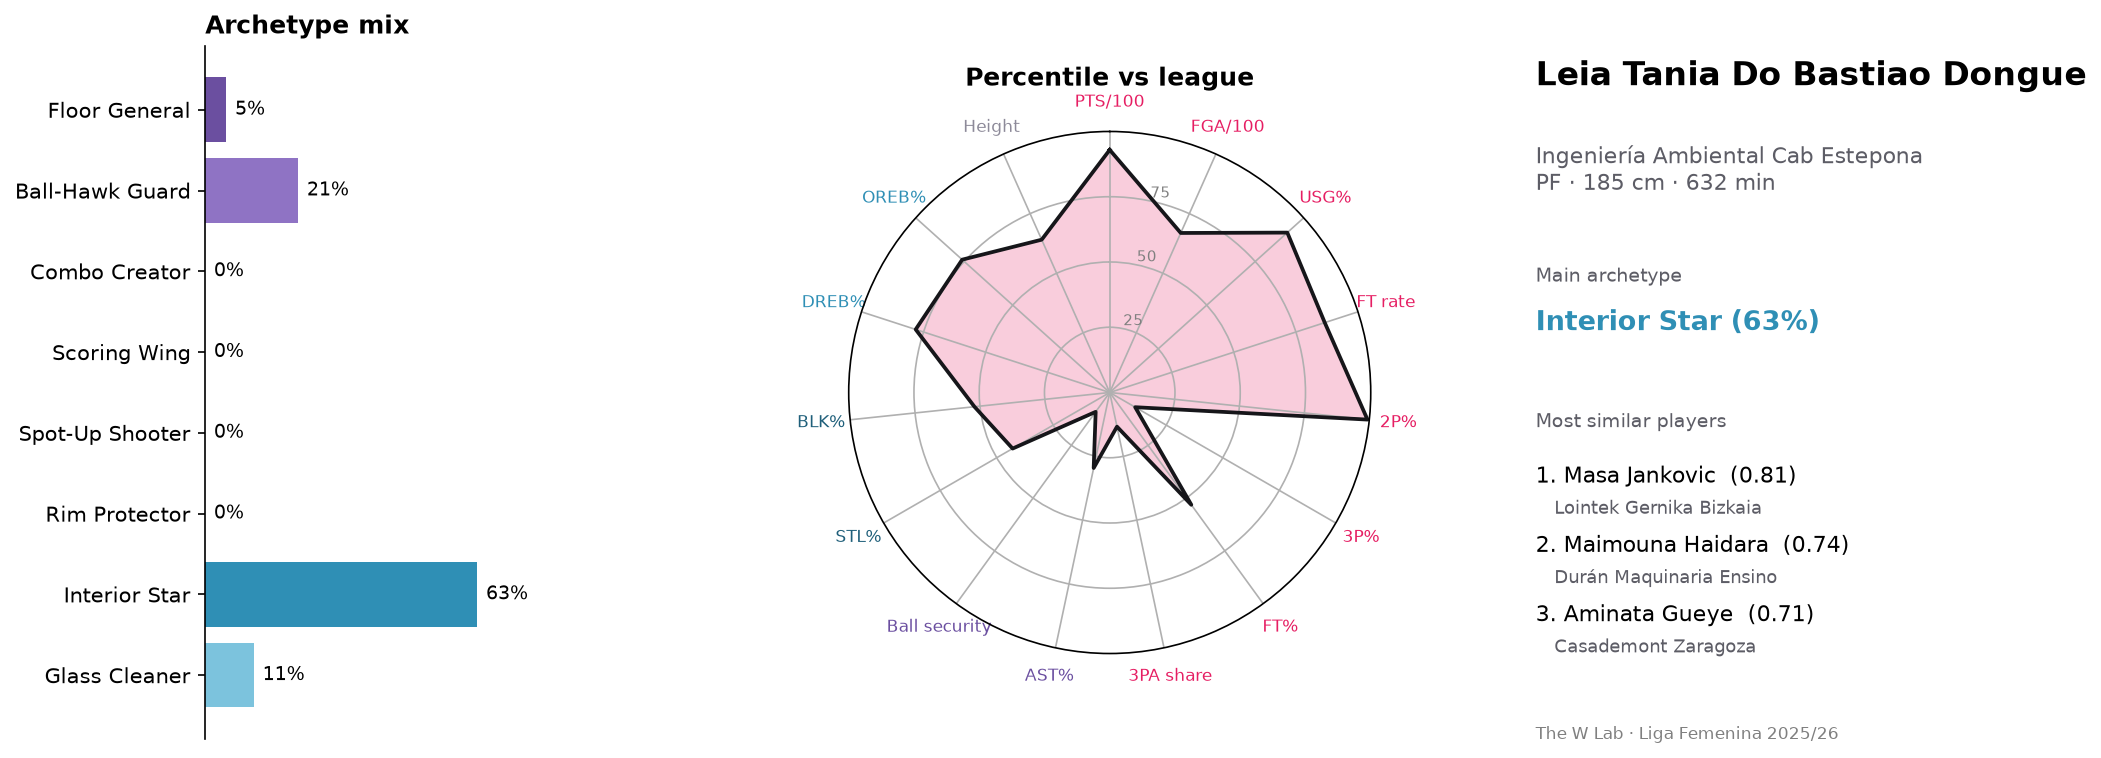 Archetype mix
Floor General
5%
Ball-Hawk Guard
21%
Combo Creator
0%
Scoring Wing
0%
Spot-Up Shooter
0%
Rim Protector
0%
Interior Star
63%
Glass Cleaner
11%
Percentile vs league
PTS/100
FGA/100
USG%
FT rate
2P%
3P%
FT%
3PA share
AST%
Ball security
STL%
BLK%
DREB%
OREB%
Height
75
50
25
Leia Tania Do Bastiao Dongue
Ingeniería Ambiental Cab Estepona
PF · 185 cm · 632 min
Main archetype
Interior Star (63%)
Most similar players
1. Masa Jankovic (0.81)
Lointek Gernika Bizkaia
2. Maimouna Haidara (0.74)
Durán Maquinaria Ensino
3. Aminata Gueye (0.71)
Casademont Zaragoza
The W Lab · Liga Femenina 2025/26